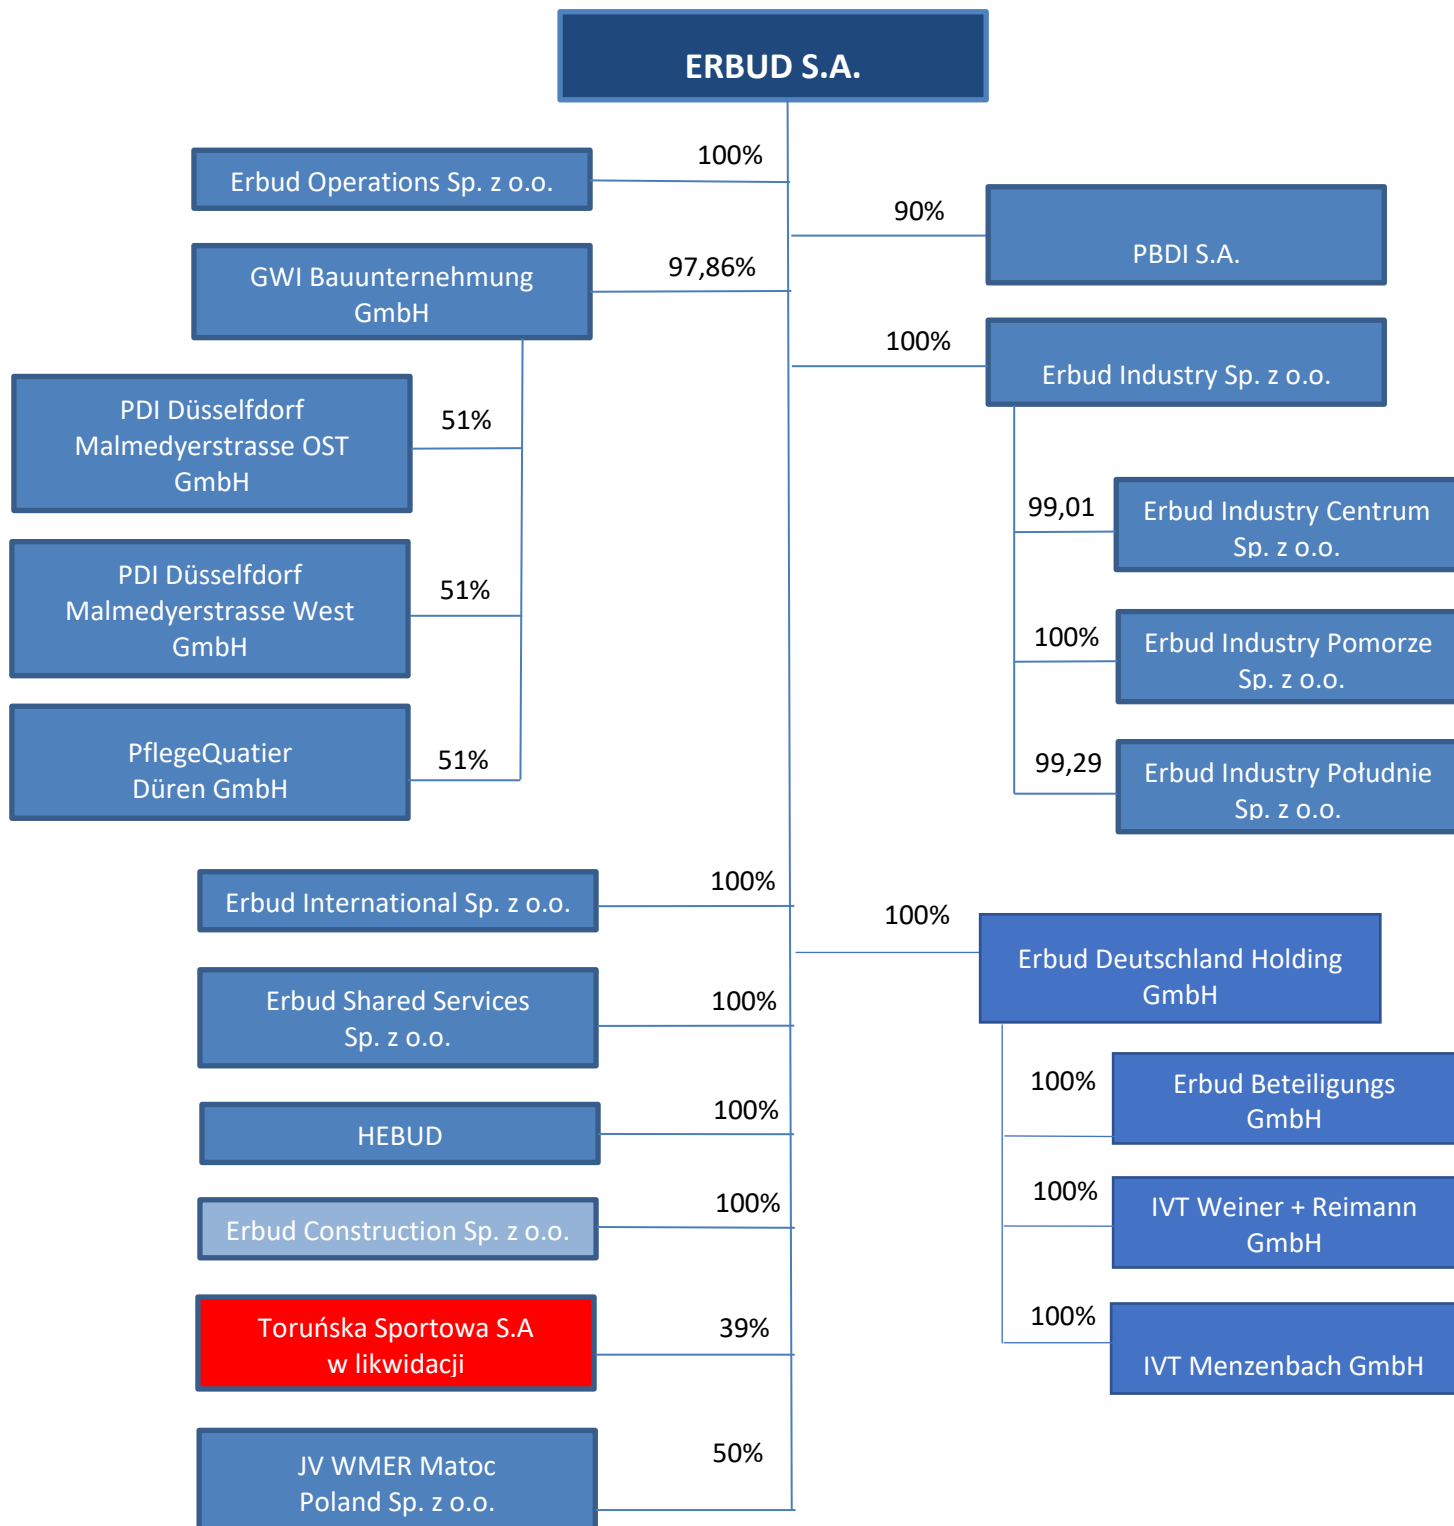 ERBUD S.A.
100%
Erbud Operations Sp. z o.o.
90%
PBDI S.A.
97,86%
GWI Bauunternehmung
GmbH
100%
Erbud Industry Sp. z o.o.
51%
PDI Düsselfdorf
Malmedyerstrasse OST
GmbH
99,01
Erbud Industry Centrum
Sp. z o.o.
51%
PDI Düsselfdorf
Malmedyerstrasse West
GmbH
100%
Erbud Industry Pomorze
Sp. z o.o.
51%
PflegeQuatier
Düren GmbH
99,29
Erbud Industry Południe
Sp. z o.o.
100%
Erbud International Sp. z o.o.
100%
Erbud Deutschland Holding
GmbH
100%
Erbud Shared Services
Sp. z o.o.
100%
Erbud Beteiligungs
GmbH
100%
HEBUD
100%
IVT Weiner + Reimann
GmbH
100%
Erbud Construction Sp. z o.o.
100%
IVT Menzenbach GmbH
39%
Toruńska Sportowa S.A
w likwidacji
50%
JV WMER Matoc
Poland Sp. z o.o.